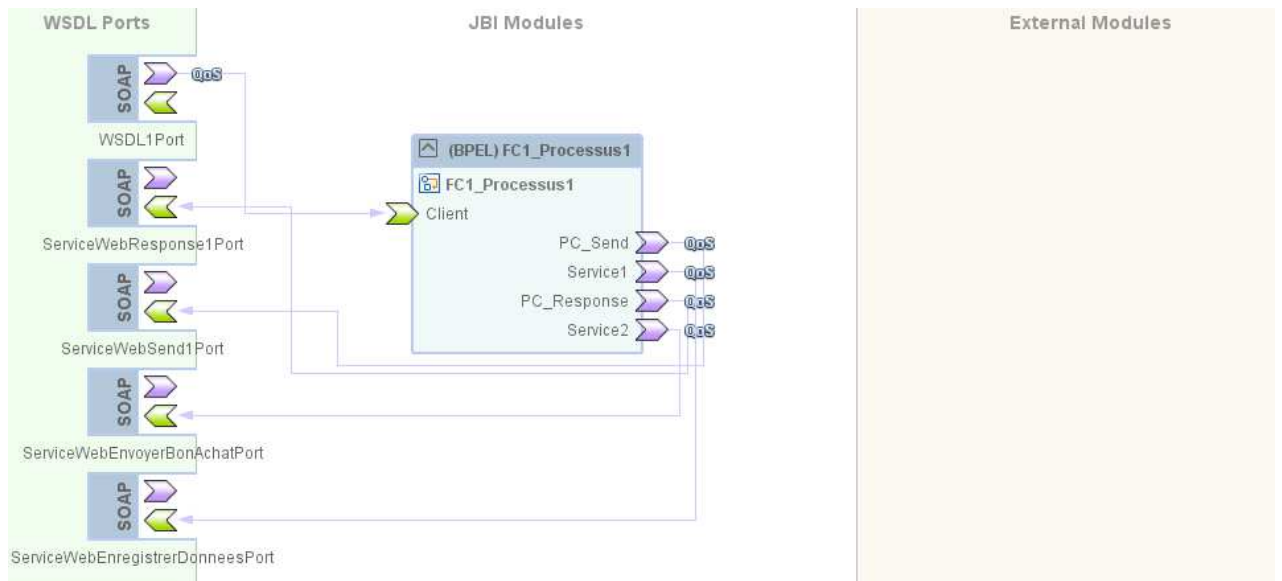 WSDL Ports
JBI Modules
External Modules
SOAP
QoS
WSDL1Port
SOAP
ServiceWebResponse1Port
SOAP
ServiceWebSend1Port
SOAP
ServiceWebEnvoyerBonAchatPort
SOAP
ServiceWebEnregistrerDonneesPort
(BPEL) FC1_Processus1
FC1_Processus1
Client
PC_Send QoS
Service1 QoS
PC_Response QoS
Service2 QoS